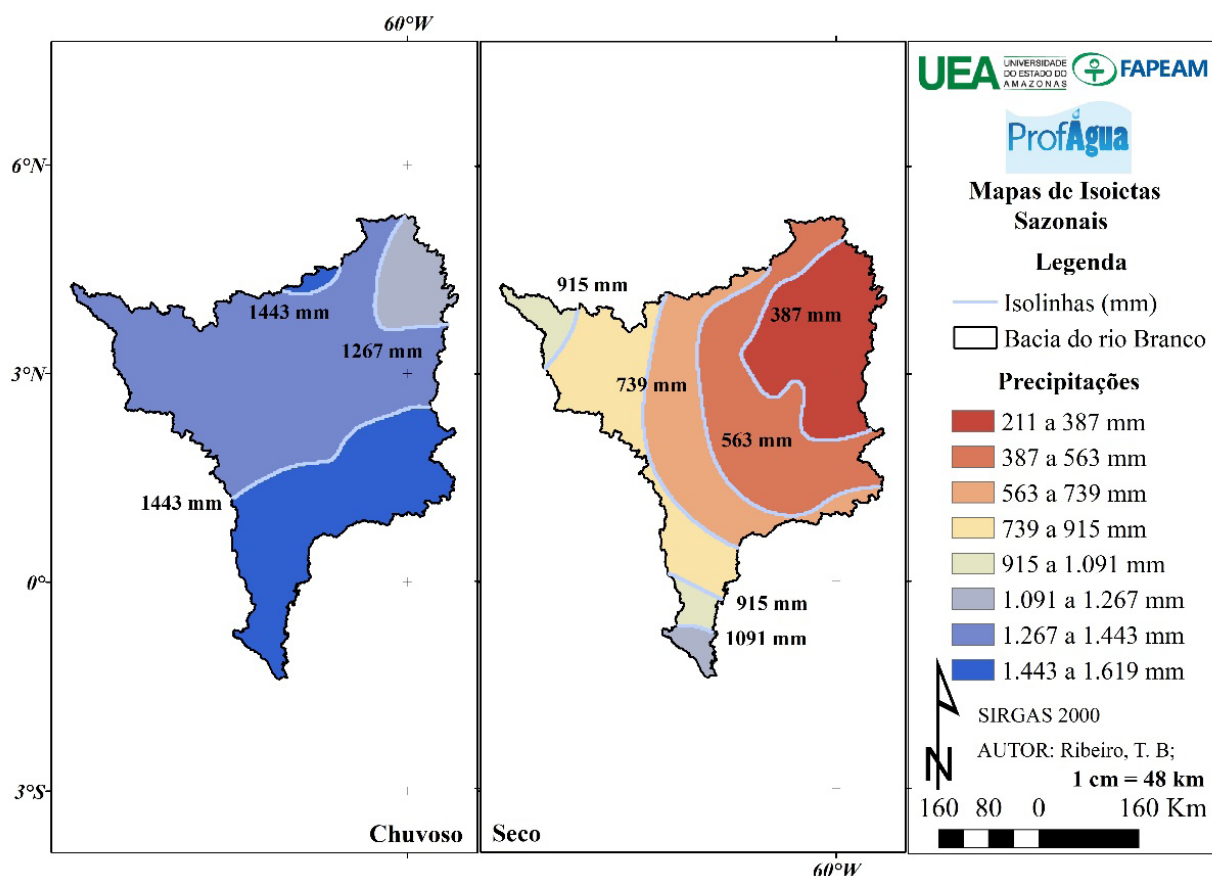 60°W
6°N
3°N
0°
3°S
1443 mm
1267 mm
1443 mm
Chuvoso
915 mm
387 mm
739 mm
563 mm
915 mm
1091 mm
Seco
60°W
UEA UNIVERSIDADE
DO ESTADO DO
AMAZONAS
FAPEAM
ProfÁgua
Mapas de Isoietas
Sazonais
Legenda
Isolinhas (mm)
Bacia do rio Branco
Precipitações
211 a 387 mm
387 a 563 mm
563 a 739 mm
739 a 915 mm
915 a 1.091 mm
1.091 a 1.267 mm
1.267 a 1.443 mm
1.443 a 1.619 mm
N
SIRGAS 2000
AUTOR: Ribeiro, T. B;
1 cm = 48 km
160 80 0 160 Km